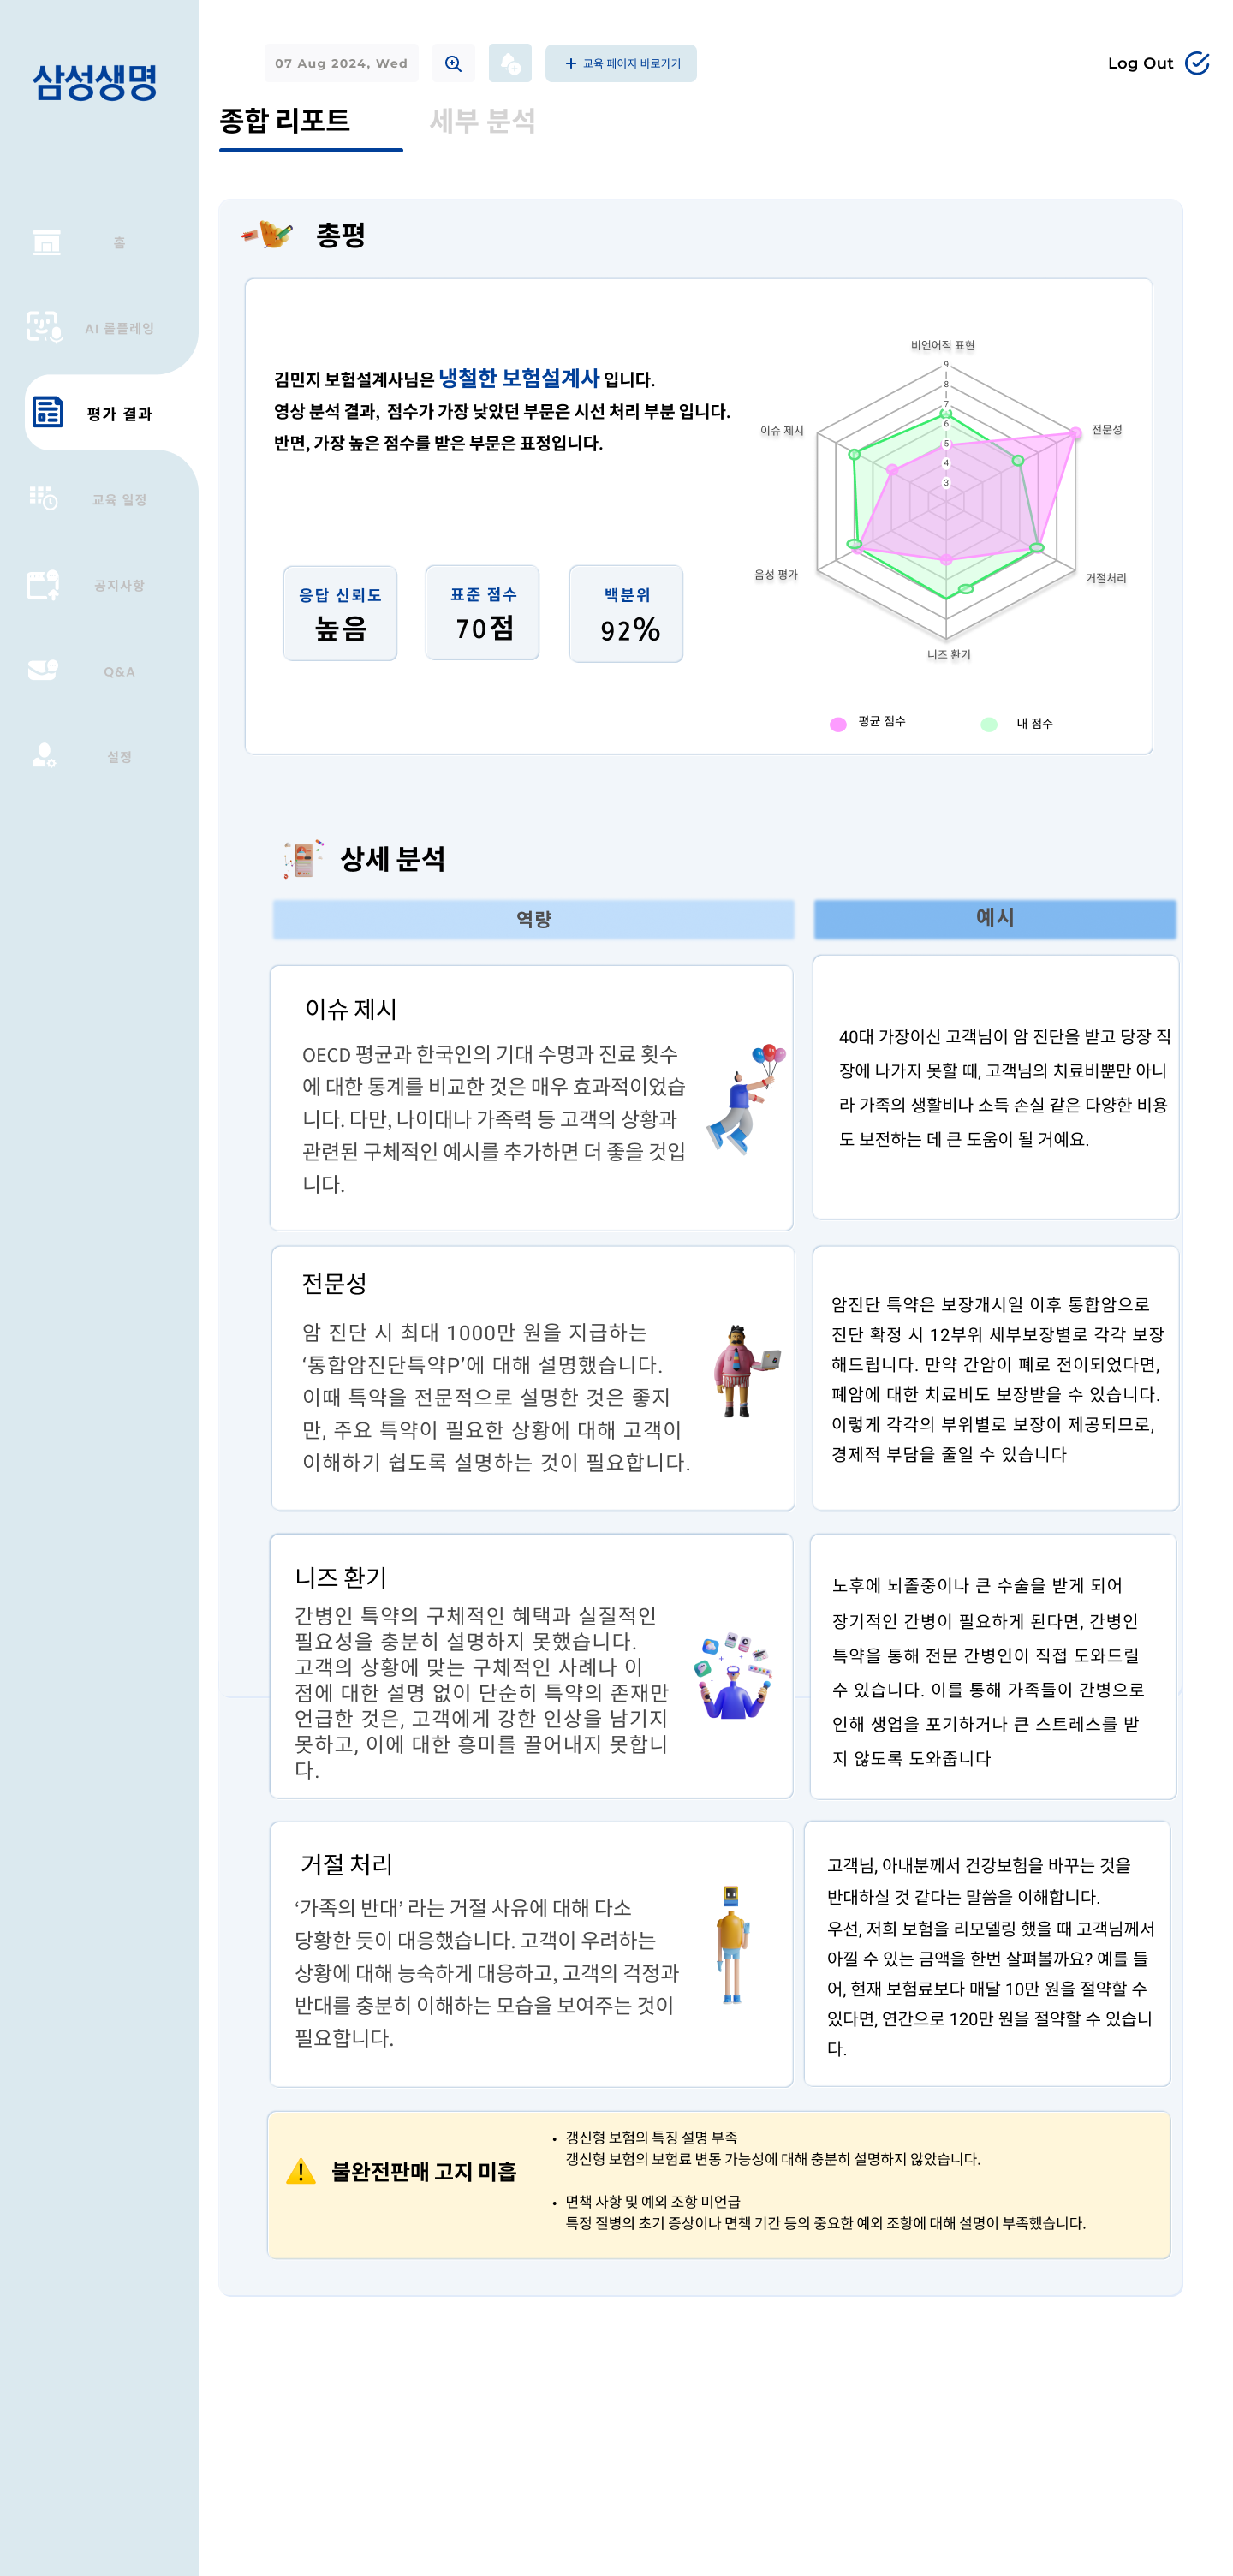 삼성생명
07 Aug 2024, Wed
+ 교육 페이지 바로가기
Log Out
종합 리포트
세부 분석
홈
AI 롤플레잉
평가 결과
교육 일정
공지사항
Q&A
설정
총평
김민지 보험설계사님은 냉철한 보험설계사 입니다.
영상 분석 결과, 점수가 가장 낮았던 부문은 시선 처리 부분 입니다.
반면, 가장 높은 점수를 받은 부문은 표정입니다.
응답 신뢰도
높음
표준 점수
70점
백분위
92%
비언어적 표현
9
8
7
6
5
4
3
이슈 제시
전문성
음성 평가
거절처리
니즈 환기
평균 점수
내 점수
상세 분석
역량
예시
이슈 제시
OECD 평균과 한국인의 기대 수명과 진료 횟수
에 대한 통계를 비교한 것은 매우 효과적이었습
니다. 다만, 나이대나 가족력 등 고객의 상황과
관련된 구체적인 예시를 추가하면 더 좋을 것입
니다.
40대 가장이신 고객님이 암 진단을 받고 당장 직
장에 나가지 못할 때, 고객님의 치료비뿐만 아니
라 가족의 생활비나 소득 손실 같은 다양한 비용
도 보전하는 데 큰 도움이 될 거예요.
전문성
암 진단 시 최대 1000만 원을 지급하는
‘통합암진단특약P’에 대해 설명했습니다.
이때 특약을 전문적으로 설명한 것은 좋지
만, 주요 특약이 필요한 상황에 대해 고객이
이해하기 쉽도록 설명하는 것이 필요합니다.
암진단 특약은 보장개시일 이후 통합암으로
진단 확정 시 12부위 세부보장별로 각각 보장
해드립니다. 만약 간암이 폐로 전이되었다면,
폐암에 대한 치료비도 보장받을 수 있습니다.
이렇게 각각의 부위별로 보장이 제공되므로,
경제적 부담을 줄일 수 있습니다
니즈 환기
간병인 특약의 구체적인 혜택과 실질적인
필요성을 충분히 설명하지 못했습니다.
고객의 상황에 맞는 구체적인 사례나 이
점에 대한 설명 없이 단순히 특약의 존재만
언급한 것은, 고객에게 강한 인상을 남기지
못하고, 이에 대한 흥미를 끌어내지 못합니
다.
노후에 뇌졸중이나 큰 수술을 받게 되어
장기적인 간병이 필요하게 된다면, 간병인
특약을 통해 전문 간병인이 직접 도와드릴
수 있습니다. 이를 통해 가족들이 간병으로
인해 생업을 포기하거나 큰 스트레스를 받
지 않도록 도와줍니다
거절 처리
‘가족의 반대’ 라는 거절 사유에 대해 다소
당황한 듯이 대응했습니다. 고객이 우려하는
상황에 대해 능숙하게 대응하고, 고객의 걱정과
반대를 충분히 이해하는 모습을 보여주는 것이
필요합니다.
고객님, 아내분께서 건강보험을 바꾸는 것을
반대하실 것 같다는 말씀을 이해합니다.
우선, 저희 보험을 리모델링 했을 때 고객님께서
아낄 수 있는 금액을 한번 살펴볼까요? 예를 들
어, 현재 보험료보다 매달 10만 원을 절약할 수
있다면, 연간으로 120만 원을 절약할 수 있습니
다.
불완전판매 고지 미흡
• 갱신형 보험의 특징 설명 부족
갱신형 보험의 보험료 변동 가능성에 대해 충분히 설명하지 않았습니다.
• 면책 사항 및 예외 조항 미언급
특정 질병의 초기 증상이나 면책 기간 등의 중요한 예외 조항에 대해 설명이 부족했습니다.